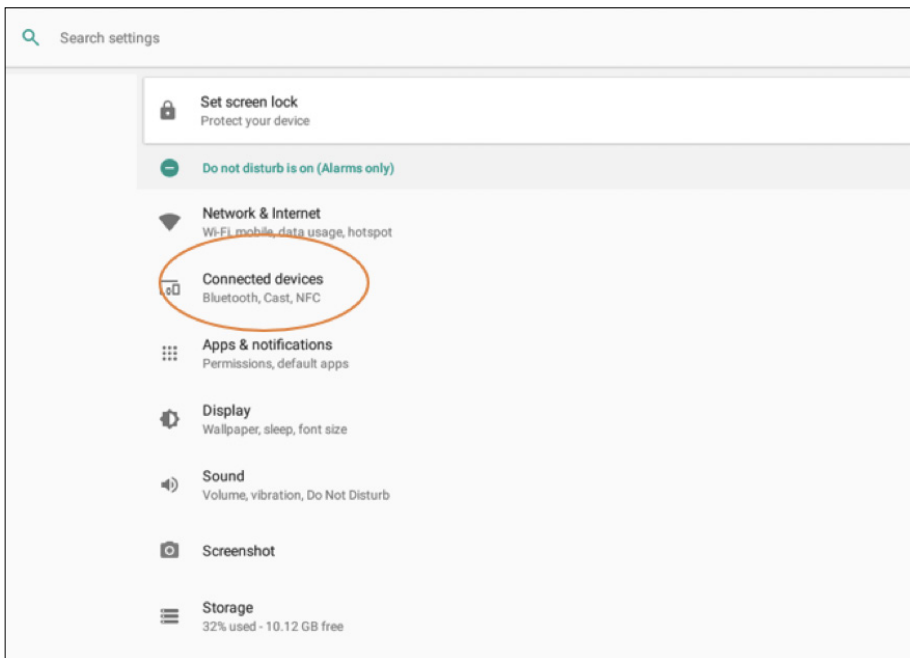 Search settings
Set screen lock
Protect your device
Do not disturb is on (Alarms only)
Network & Internet
Wi-Fi, mobile, data usage, hotspot
Connected devices
Bluetooth, Cast, NFC
Apps & notifications
Permissions, default apps
Display
Wallpaper, sleep, font size
Sound
Volume, vibration, Do Not Disturb
Screenshot
Storage
32% used - 10.12 GB free